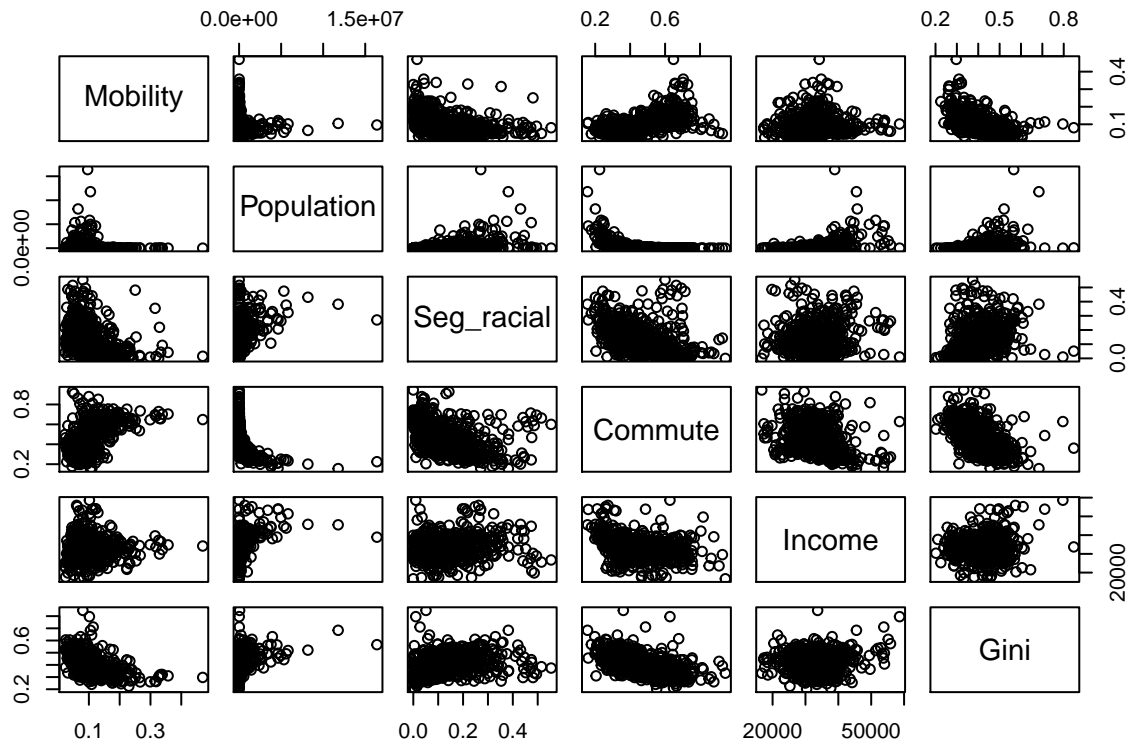 0.0e+00 1.5e+07 0.2 0.6 0.2 0.5 0.8
Mobility 0.1 0.4
0.0e+00 Population
Seg_racial 0.0 0.4
0.2 0.8 Commute
Income 20000
0.2 0.6 Gini
0.1 0.3 0.0 0.2 0.4 20000 50000